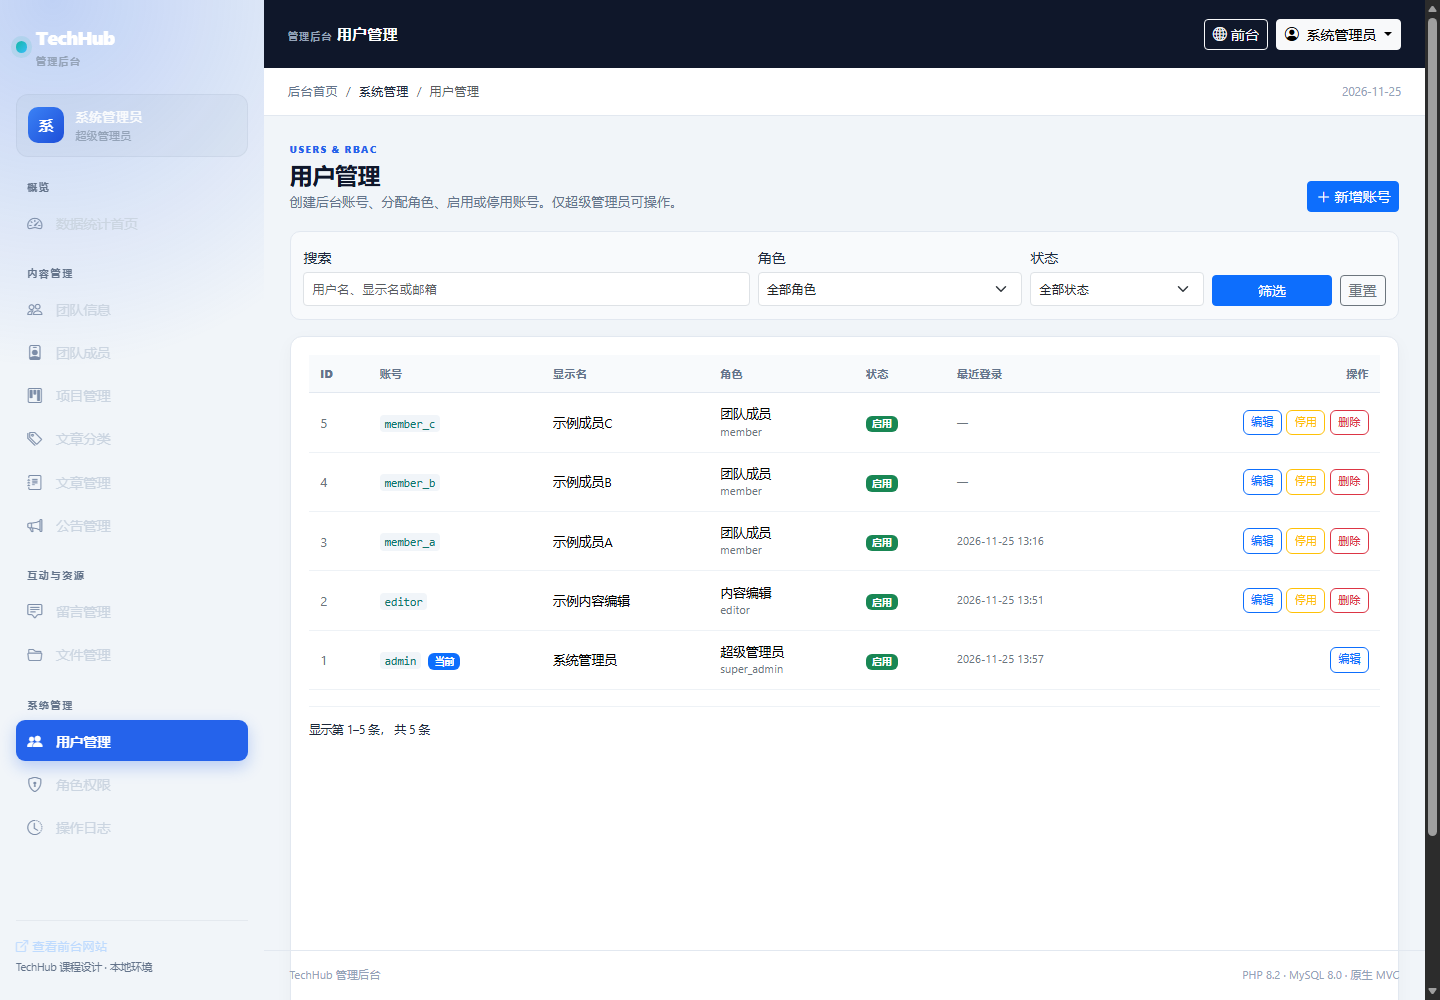 TechHub
管理后台
系
系统管理员
超级管理员
概览
数据统计首页
内容管理
团队信息
团队成员
项目管理
文章分类
文章管理
公告管理
互动与资源
留言管理
文件管理
系统管理
用户管理
角色权限
操作日志
查看前台网站
TechHub 课程设计 · 本地环境
管理后台 用户管理
前台
系统管理员
后台首页 / 系统管理 / 用户管理
2026-11-25
USERS & RBAC
用户管理
创建后台账号、分配角色、启用或停用账号。仅超级管理员可操作。
新增账号
搜索 角色 状态
用户名、显示名或邮箱 全部角色 全部状态 筛选 重置
ID 账号 显示名 角色 状态 最近登录 操作
5 member_c 示例成员C 团队成员 member 启用 — 编辑 停用 删除
4 member_b 示例成员B 团队成员 member 启用 — 编辑 停用 删除
3 member_a 示例成员A 团队成员 member 启用 2026-11-25 13:16 编辑 停用 删除
2 editor 示例内容编辑 内容编辑 editor 启用 2026-11-25 13:51 编辑 停用 删除
1 admin 当前 系统管理员 超级管理员 super_admin 启用 2026-11-25 13:57 编辑
显示第 1–5 条， 共 5 条
TechHub 管理后台
PHP 8.2 · MySQL 8.0 · 原生 MVC